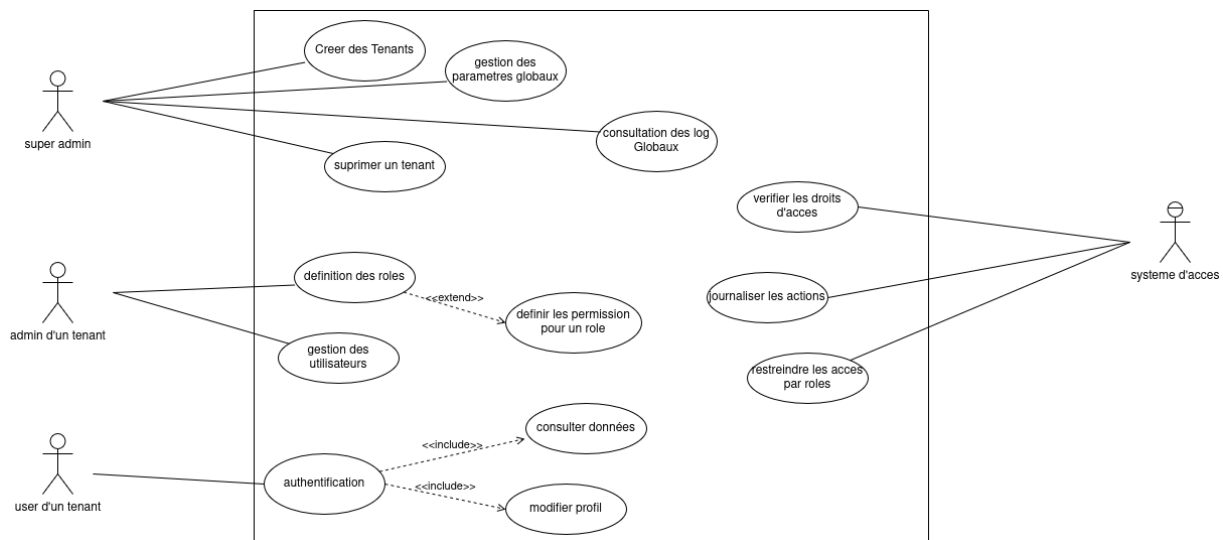 Creer des Tenants
gestion des
parametres globaux
super admin
consultation des log
Globaux
suprimer un tenant
verifier les droits
d'acces
systeme d'acces
definition des roles
<<extend>>
journaliser les actions
definir les permission
pour un role
admin d'un tenant
gestion des
utilisateurs
restreindre les acces
par roles
consulter données
<<include>>
authentification
<<include>>
user d'un tenant
modifier profil